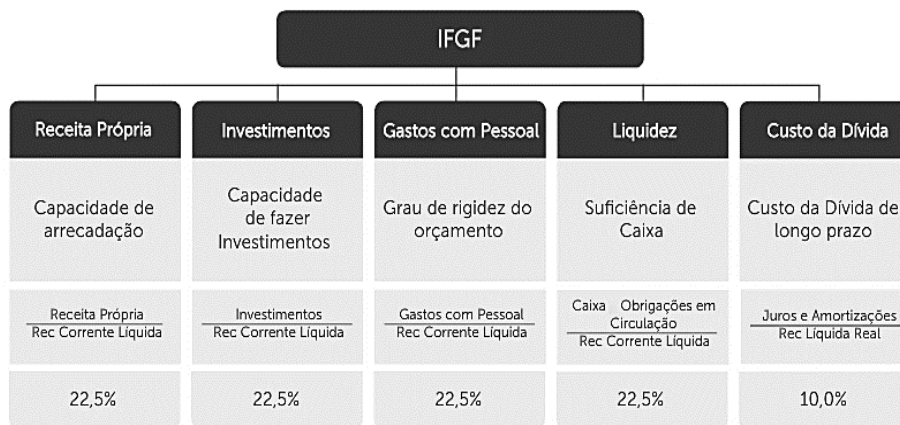 IFGF
Receita Própria
Investimentos
Gastos com Pessoal
Liquidez
Custo da Dívida
Capacidade de
arrecadação
Capacidade
de fazer
Investimentos
Grau de rigidez do
orçamento
Suficiência de
Caixa
Custo da Dívida de
longo prazo
Receita Própria
Rec Corrente Líquida
Investimentos
Rec Corrente Líquida
Gastos com Pessoal
Rec Corrente Líquida
Caixa Obrigações em
Circulação
Rec Corrente Líquida
Juros e Amortizações
Rec Líquida Real
22,5%
22,5%
22,5%
22,5%
10,0%